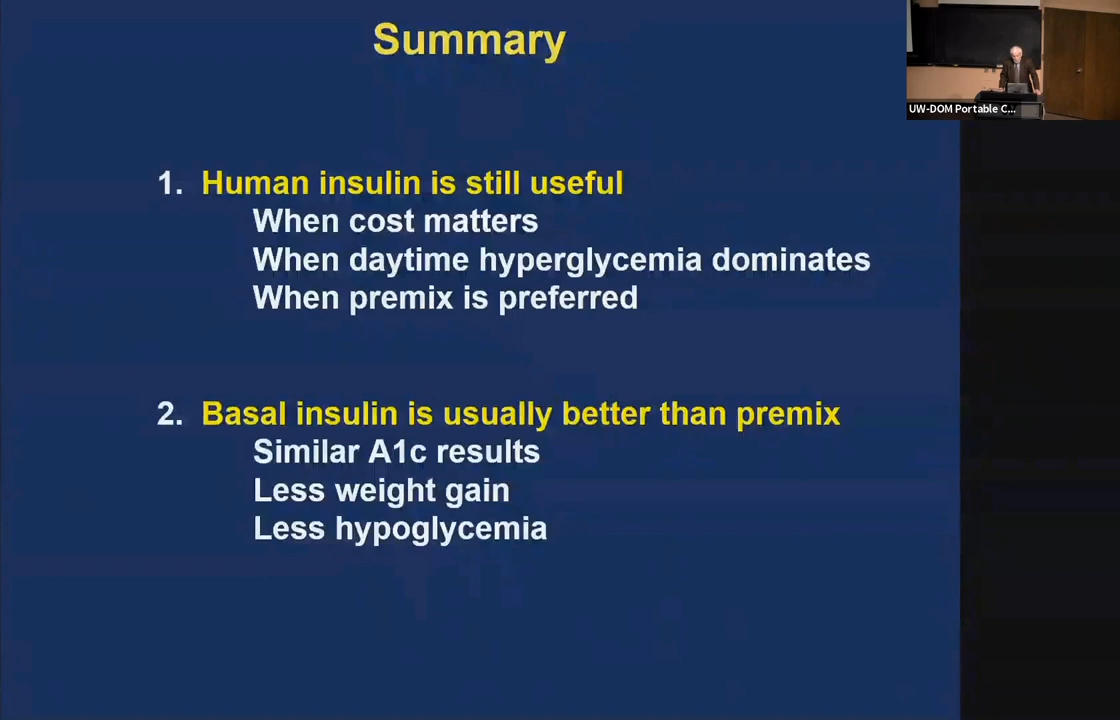 Summary
UW-DOM Portable C...
1. Human insulin is still useful
When cost matters
When daytime hyperglycemia dominates
When premix is preferred
2. Basal insulin is usually better than premix
Similar A1c results
Less weight gain
Less hypoglycemia